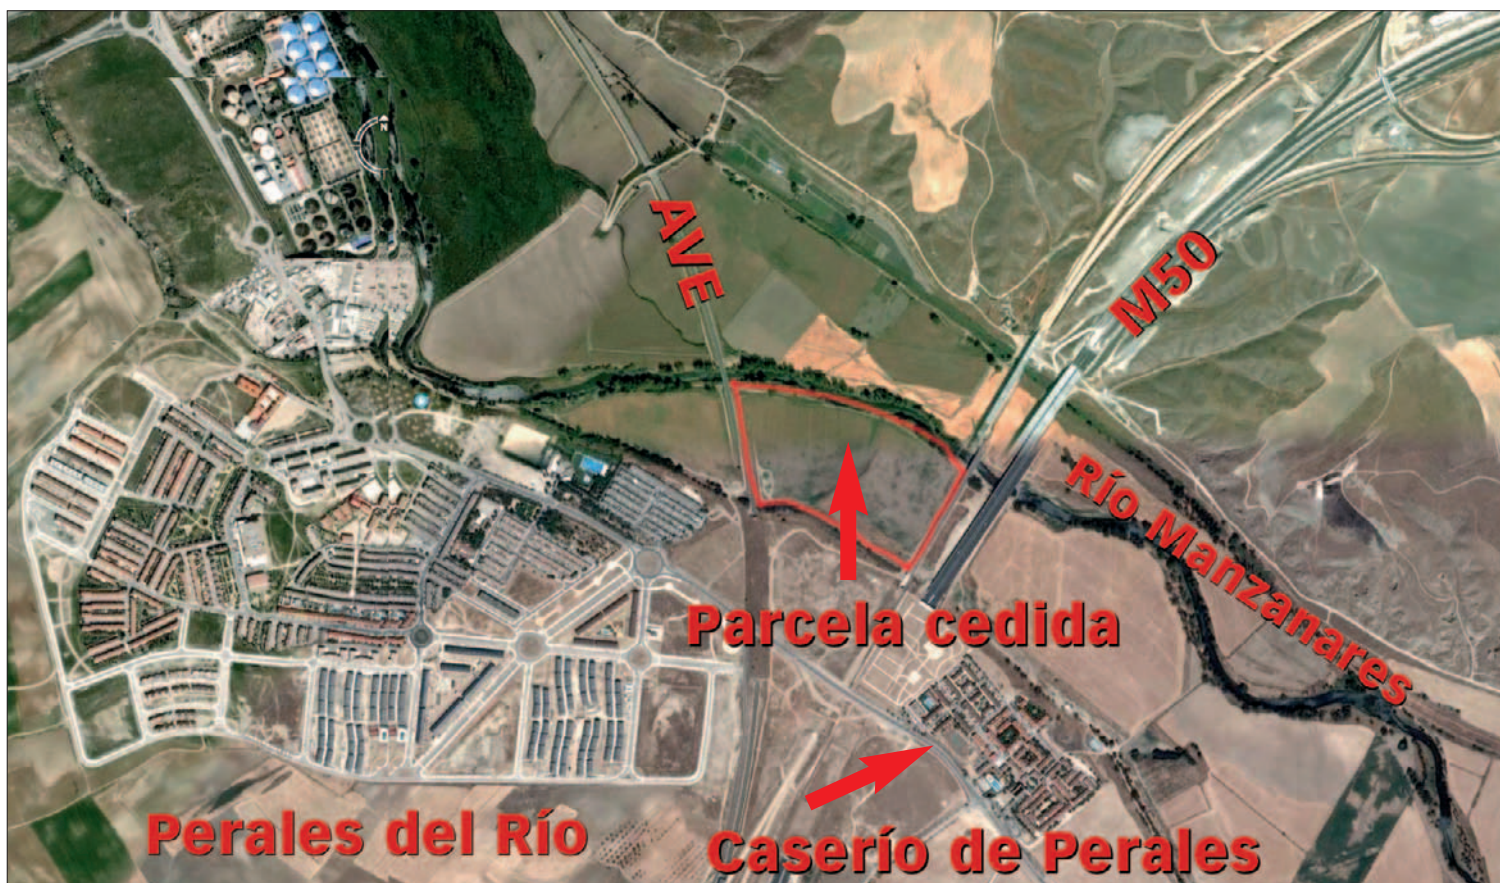 N
AVE
M50
Río Manzanares
Parcela cedida
Perales del Río
Caserío de Perales